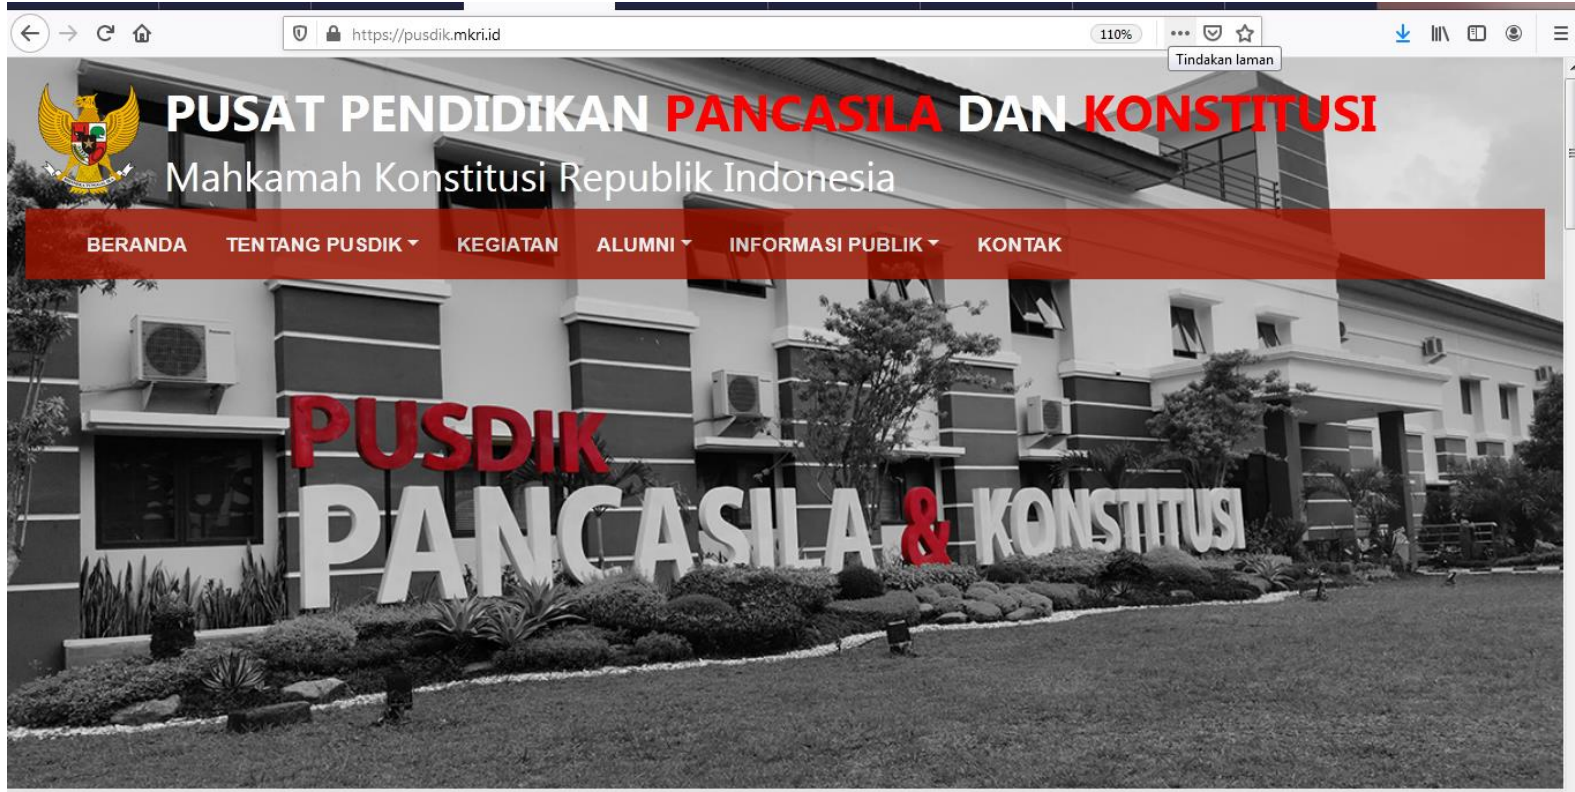 https://pusdik.mkri.id
110%
Tindakan laman
PUSAT PENDIDIKAN PANCASILA DAN KONSTITUSI
Mahkamah Konstitusi Republik Indonesia
BERANDA TENTANG PUSDIK KEGIATAN ALUMNI INFORMASI PUBLIK KONTAK
PUSDIK
PANCASILA & KONSTITUSI